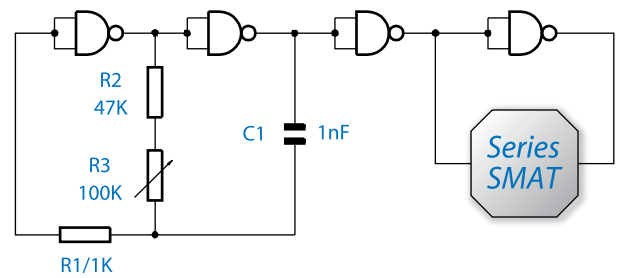 R2
47K
C1
1nF
R3
100K
Series
SMAT
R1/1K